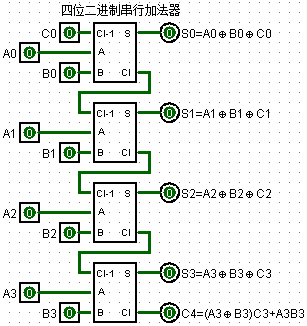 四位二进制串行加法器
C0 0 CI-1 S 0 S0=A0⊕B0⊕C0
A0 0 A
B0 0 B CI
CI-1 S 0 S1=A1⊕B1⊕C1
A1 0 A
B1 0 B CI
CI-1 S 0 S2=A2⊕B2⊕C2
A2 0 A
B2 0 B CI
CI-1 S 0 S3=A3⊕B3⊕C3
A3 0 A
B3 0 B CI 0 C4=(A3⊕B3)C3+A3B3